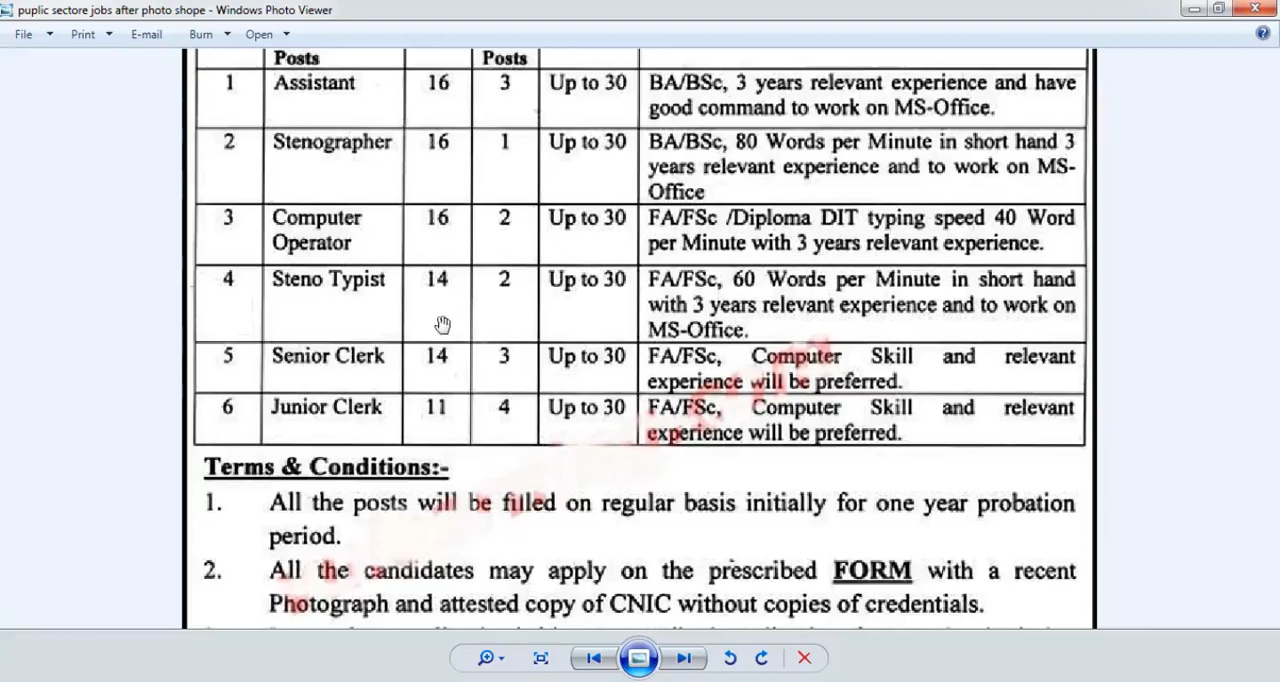 puplic sectore jobs after photo shope - Windows Photo Viewer
File Print E-mail Burn Open
Posts Posts
1 Assistant 16 3 Up to 30 BA/BSc, 3 years relevant experience and have
good command to work on MS-Office.
2 Stenographer 16 1 Up to 30 BA/BSc, 80 Words per Minute in short hand 3
years relevant experience and to work on MS-
Office
3 Computer 16 2 Up to 30 FA/FSc /Diploma DIT typing speed 40 Word
Operator per Minute with 3 years relevant experience.
4 Steno Typist 14 2 Up to 30 FA/FSc, 60 Words per Minute in short hand
with 3 years relevant experience and to work on
MS-Office.
5 Senior Clerk 14 3 Up to 30 FA/FSc, Computer Skill and relevant
experience will be preferred.
6 Junior Clerk 11 4 Up to 30 FA/FSc, Computer Skill and relevant
experience will be preferred.
Terms & Conditions:-
1. All the posts will be filled on regular basis initially for one year probation
period.
2. All the candidates may apply on the prescribed FORM with a recent
Photograph and attested copy of CNIC without copies of credentials.